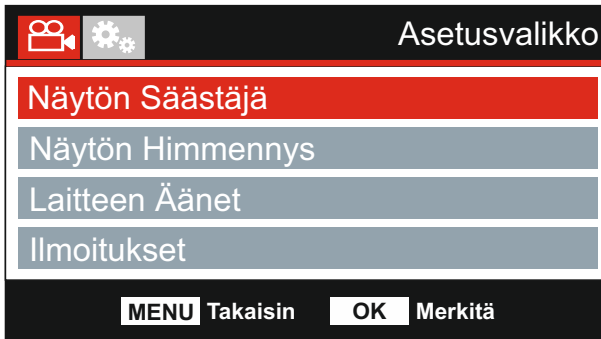 Asetusvalikko
Näytön Säästäjä
Näytön Himmennys
Laitteen Äänet
Ilmoitukset
MENU Takaisin OK Merkitä